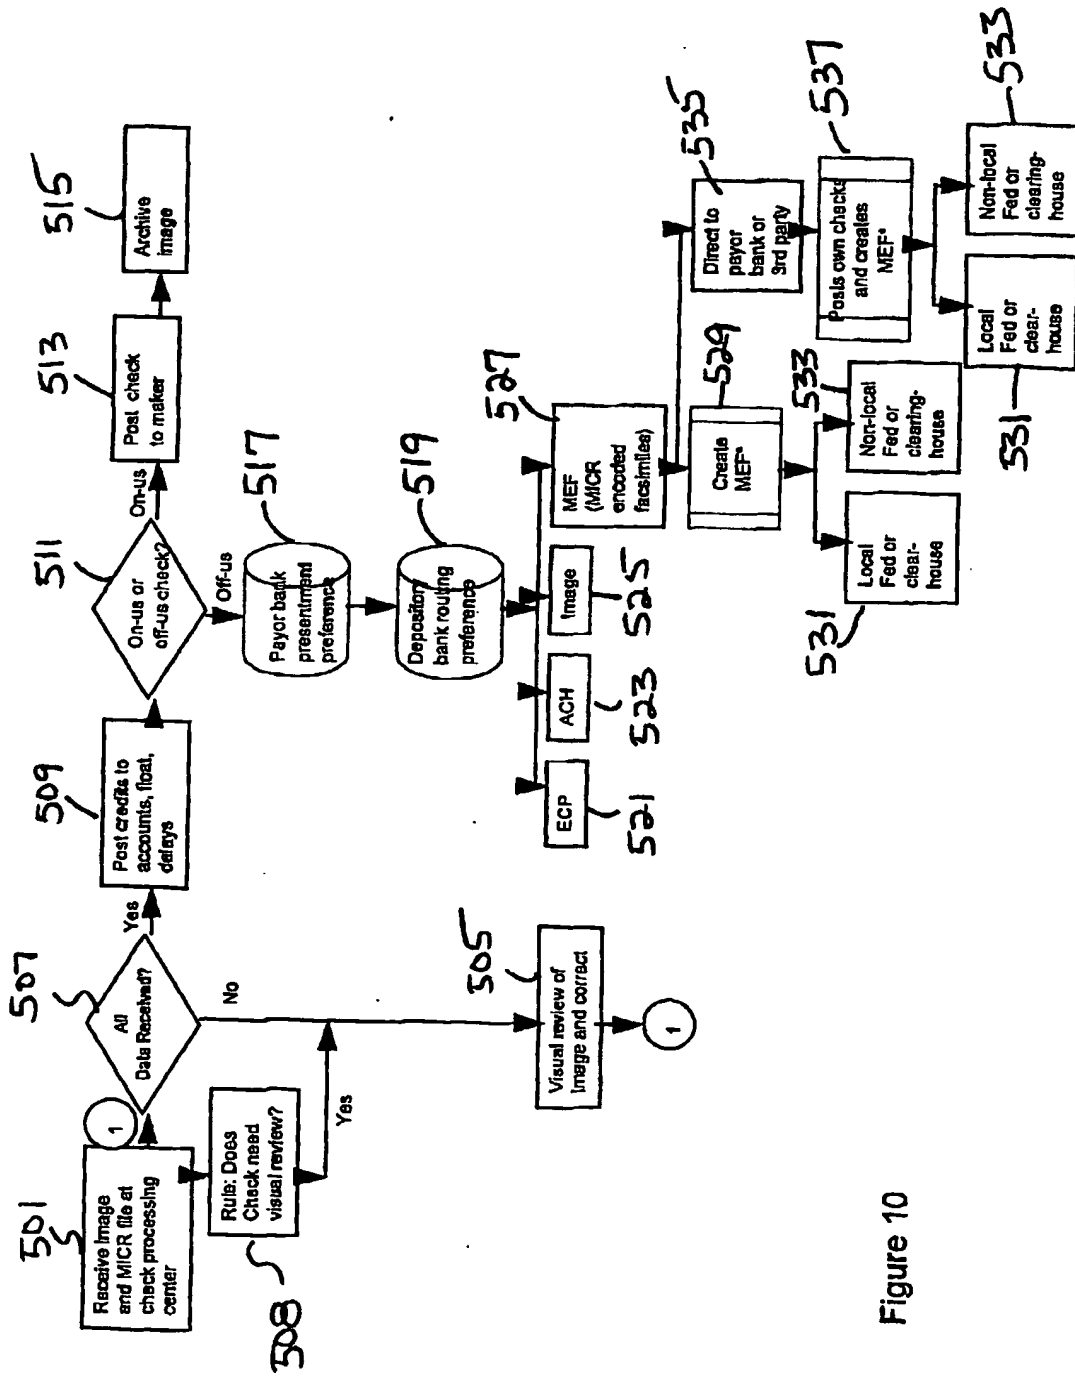 501
Receive Image
and MICR file at
check processing
center
1
508
Rule: Does
Check need
visual review?
Yes
507
All
Data Received?
Yes
No
505
Visual review of
Image and correct
1
509
Post credits to
accounts, float,
delays
511
On-us or
off-us check?
On-us
Off-us
513
Post check
to maker
515
Archive
image
517
Payor bank
presentment
preference
519
Depository
bank routing
preference
ECP
521
ACH
523
Image
525
527
MEF
(MICR
encoded
facsimiles)
529
Create
MEF*
531
Local
Fed or
clear-
house
533
Non-local
Fed or
clearing-
house
535
Direct to
payor
bank or
3rd party
537
Posts own checks
and creates
MEF*
531
Local
Fed or
clear-
house
533
Non-local
Fed or
clearing-
house
Figure 10